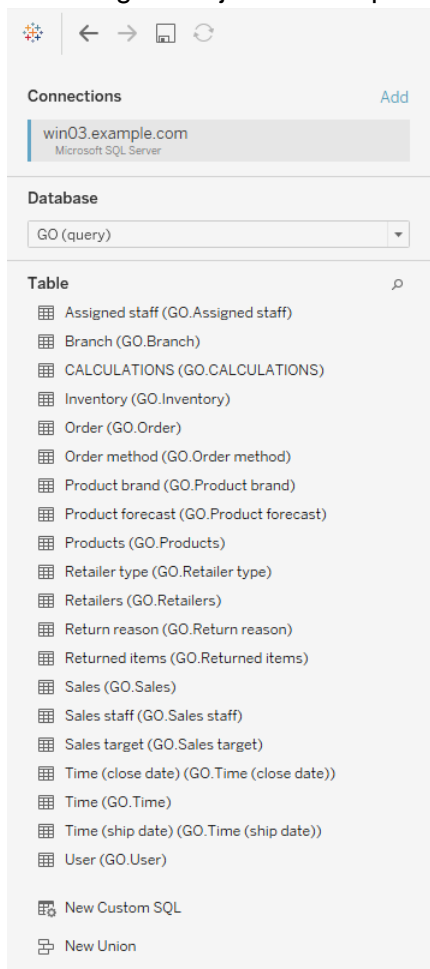 Connections
Add
win03.example.com
Microsoft SQL Server
Database
GO (query)
Table
Assigned staff (GO.Assigned staff)
Branch (GO.Branch)
CALCULATIONS (GO.CALCULATIONS)
Inventory (GO.Inventory)
Order (GO.Order)
Order method (GO.Order method)
Product brand (GO.Product brand)
Product forecast (GO.Product forecast)
Products (GO.Products)
Retailer type (GO.Retailer type)
Retailers (GO.Retailers)
Return reason (GO.Return reason)
Returned items (GO.Returned items)
Sales (GO.Sales)
Sales staff (GO.Sales staff)
Sales target (GO.Sales target)
Time (close date) (GO.Time (close date))
Time (GO.Time)
Time (ship date) (GO.Time (ship date))
User (GO.User)
New Custom SQL
New Union